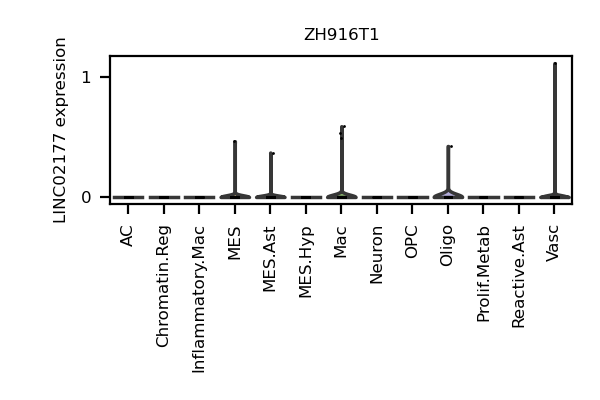 ZH916T1
LINC02177 expression
1
0
AC
Chromatin.Reg
Inflammatory.Mac
MES
MES.Ast
MES.Hyp
Mac
Neuron
OPC
Oligo
Prolif.Metab
Reactive.Ast
Vasc